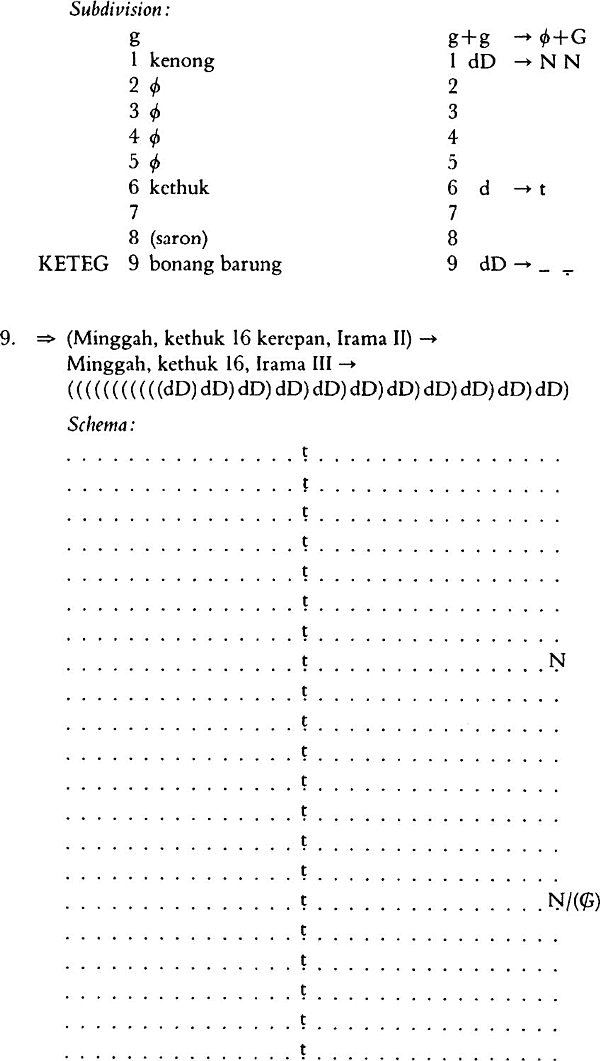 Subdivision:
g g+g → ϕ+G
1 kenong 1 dD → N N
2 ϕ 2
3 ϕ 3
4 ϕ 4
5 ϕ 5
6 kethuk 6 d → t
7 7
8 (saron) 8
KETEG 9 bonang barung 9 dD → _ _̣
9. ⇒ (Minggah, kethuk 16 kerepan, Irama II) →
Minggah, kethuk 16, Irama III →
(((((((((((dD) dD) dD) dD) dD) dD) dD) dD) dD) dD) dD)
Schema:
. . . . . . . . . . . . . . . ṭ . . . . . . . . . . . . . . . .
. . . . . . . . . . . . . . . ṭ . . . . . . . . . . . . . . . .
. . . . . . . . . . . . . . . ṭ . . . . . . . . . . . . . . . .
. . . . . . . . . . . . . . . ṭ . . . . . . . . . . . . . . . .
. . . . . . . . . . . . . . . ṭ . . . . . . . . . . . . . . . .
. . . . . . . . . . . . . . . ṭ . . . . . . . . . . . . . . . .
. . . . . . . . . . . . . . . ṭ . . . . . . . . . . . . . . . .
. . . . . . . . . . . . . . . ṭ . . . . . . . . . . . . . . . Ṇ
. . . . . . . . . . . . . . . ṭ . . . . . . . . . . . . . . . .
. . . . . . . . . . . . . . . ṭ . . . . . . . . . . . . . . . .
. . . . . . . . . . . . . . . ṭ . . . . . . . . . . . . . . . .
. . . . . . . . . . . . . . . ṭ . . . . . . . . . . . . . . . .
. . . . . . . . . . . . . . . ṭ . . . . . . . . . . . . . . . .
. . . . . . . . . . . . . . . ṭ . . . . . . . . . . . . . . . .
. . . . . . . . . . . . . . . ṭ . . . . . . . . . . . . . . . .
. . . . . . . . . . . . . . . ṭ . . . . . . . . . . . . . . . Ṇ/(G̸)
. . . . . . . . . . . . . . . ṭ . . . . . . . . . . . . . . . .
. . . . . . . . . . . . . . . ṭ . . . . . . . . . . . . . . . .
. . . . . . . . . . . . . . . ṭ . . . . . . . . . . . . . . . .
. . . . . . . . . . . . . . . ṭ . . . . . . . . . . . . . . . .
. . . . . . . . . . . . . . . ṭ . . . . . . . . . . . . . . . .